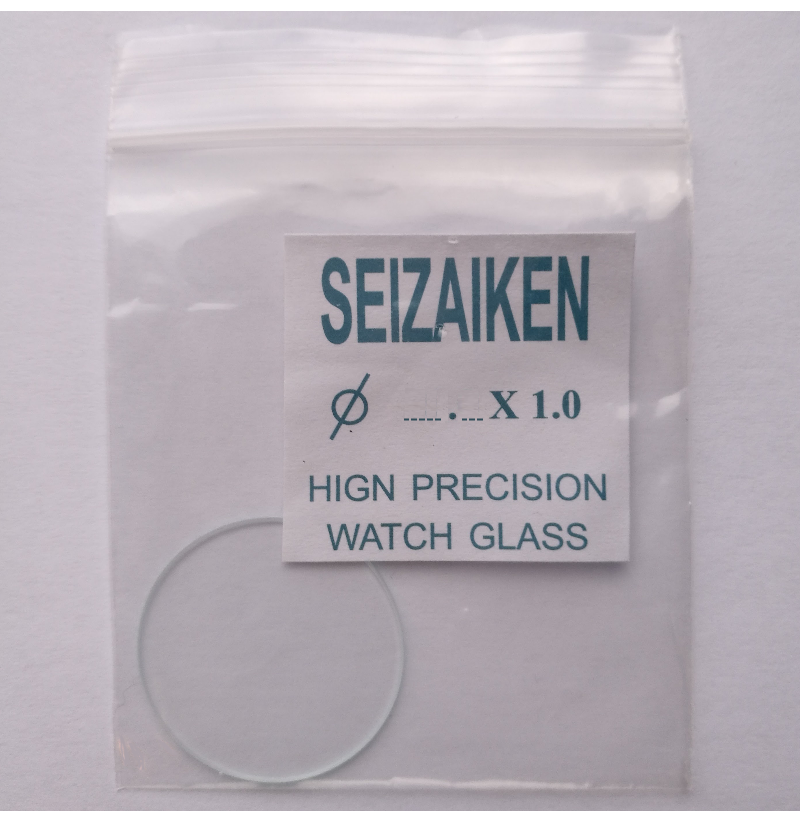 SEIZAIKEN
Ø ....... . .... X 1.0
HIGN PRECISION
WATCH GLASS